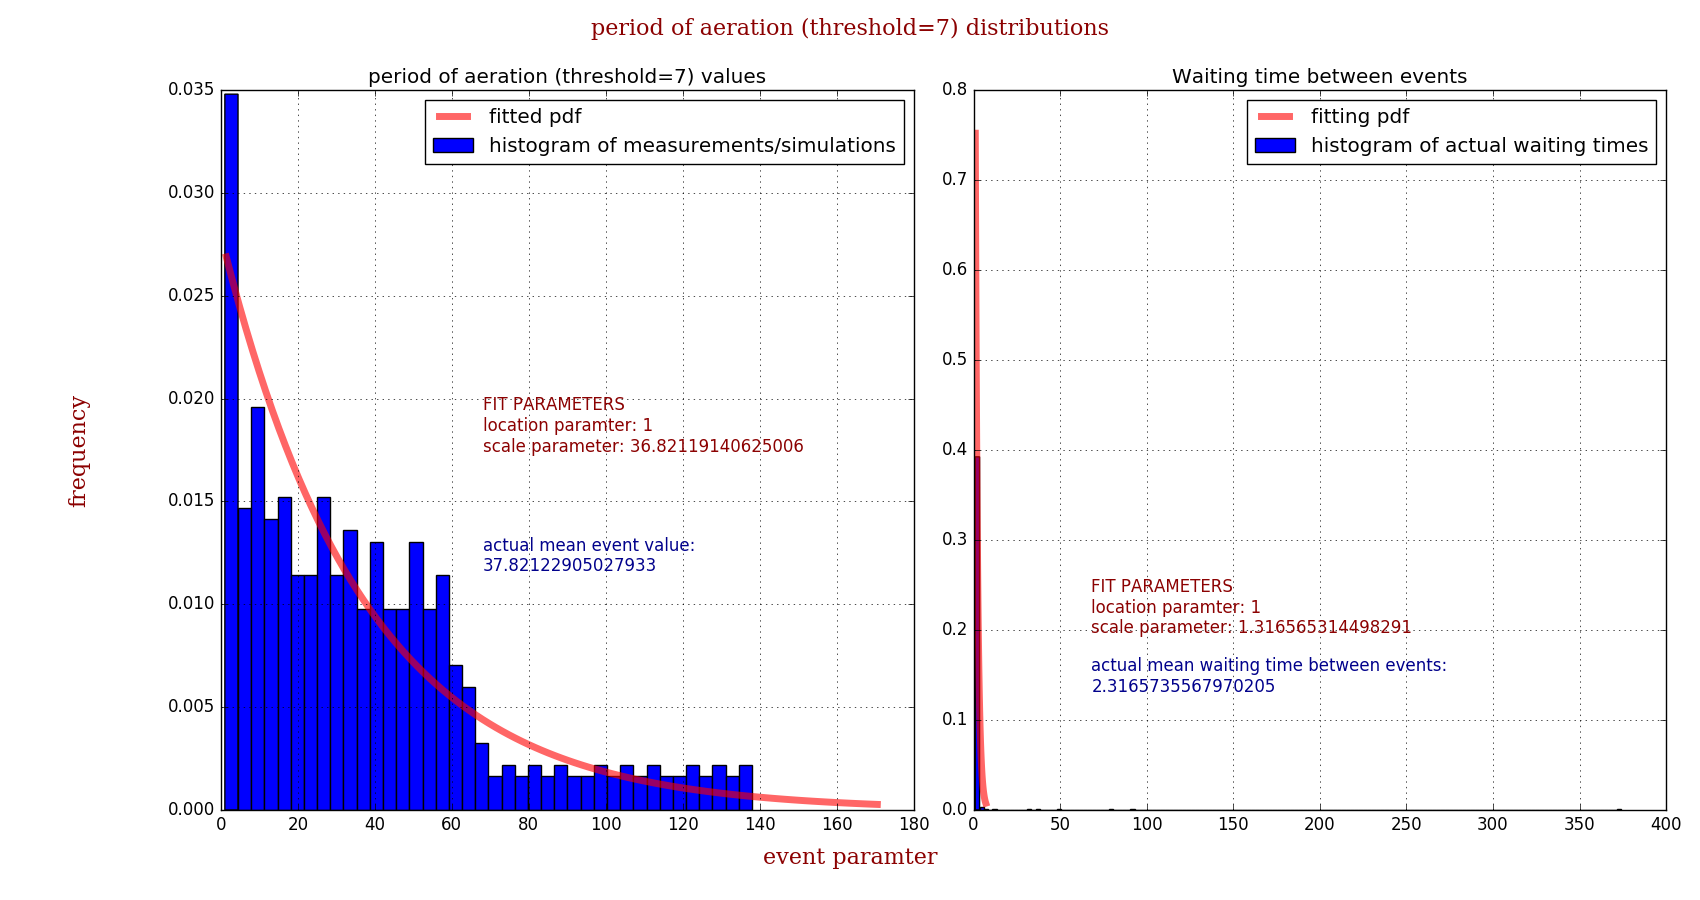 period of aeration (threshold=7) distributions
period of aeration (threshold=7) values
Waiting time between events
0.035
0.030
0.025
0.020
0.015
0.010
0.005
0.000
fitted pdf
histogram of measurements/simulations
FIT PARAMETERS
location paramter: 1
scale parameter: 36.82119140625006
actual mean event value:
37.82122905027933
0 20 40 60 80 100 120 140 160 180
0.8
0.7
0.6
0.5
0.4
0.3
0.2
0.1
0.0
fitting pdf
histogram of actual waiting times
FIT PARAMETERS
location paramter: 1
scale parameter: 1.316565314498291
actual mean waiting time between events:
2.3165735567970205
0 50 100 150 200 250 300 350 400
frequency
event paramter